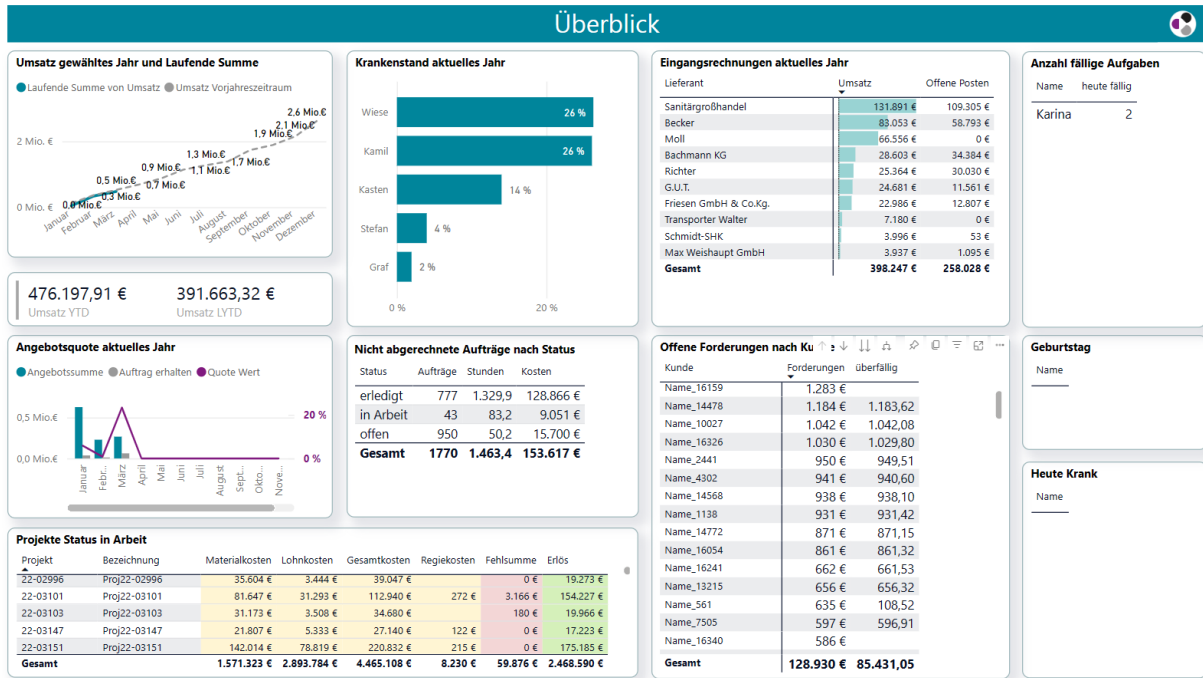 Überblick
Umsatz gewähltes Jahr und Laufende Summe
Laufende Summe von Umsatz Umsatz Vorjahreszeitraum
2 Mio. €
0 Mio. €
0,0 Mio.€
0,3 Mio.€
0,5 Mio.€
0,7 Mio.€
0,9 Mio.€
1,1 Mio.€
1,3 Mio.€
1,7 Mio.€
1,9 Mio.€
2,1 Mio.€
2,6 Mio.€
Januar Februar März April Mai Juni Juli August September Oktober November Dezember
476.197,91 € 391.663,32 €
Umsatz YTD Umsatz LYTD
Krankenstand aktuelles Jahr
Wiese 26 %
Kamil 26 %
Kasten 14 %
Stefan 4 %
Graf 2 %
0 % 20 %
Eingangsrechnungen aktuelles Jahr
Lieferant Umsatz Offene Posten
Sanitärgroßhandel 131.891 € 109.305 €
Becker 83.053 € 58.793 €
Moll 66.556 € 0 €
Bachmann KG 28.603 € 34.384 €
Richter 25.364 € 30.030 €
G.U.T. 24.681 € 11.561 €
Friesen GmbH & Co.Kg. 22.986 € 12.807 €
Transporter Walter 7.180 € 0 €
Schmidt-SHK 3.996 € 53 €
Max Weishaupt GmbH 3.937 € 1.095 €
Gesamt 398.247 € 258.028 €
Anzahl fällige Aufgaben
Name heute fällig
Karina 2
Angebotsquote aktuelles Jahr
Angebotssumme Auftrag erhalten Quote Wert
0,5 Mio.€ 20 %
0,0 Mio.€ 0 %
Januar Febr... März April Mai Juni Juli August Sept... Okto... Nove...
Nicht abgerechnete Aufträge nach Status
Status Aufträge Stunden Kosten
erledigt 777 1.329,9 128.866 €
in Arbeit 43 83,2 9.051 €
offen 950 50,2 15.700 €
Gesamt 1770 1.463,4 153.617 €
Offene Forderungen nach Ku e
Kunde Forderungen überfällig
Name_16159 1.283 €
Name_14478 1.184 € 1.183,62
Name_10027 1.042 € 1.042,08
Name_16326 1.030 € 1.029,80
Name_2441 950 € 949,51
Name_4302 941 € 940,60
Name_14568 938 € 938,10
Name_1138 931 € 931,42
Name_14772 871 € 871,15
Name_16054 861 € 861,32
Name_16241 662 € 661,53
Name_13215 656 € 656,32
Name_561 635 € 108,52
Name_7505 597 € 596,91
Name_16340 586 €
Gesamt 128.930 € 85.431,05
Geburtstag
Name
Heute Krank
Name
Projekte Status in Arbeit
Projekt Bezeichnung Materialkosten Lohnkosten Gesamtkosten Regiekosten Fehlsumme Erlös
22-02996 Proj22-02996 35.604 € 3.444 € 39.047 € 0 € 19.273 €
22-03101 Proj22-03101 81.647 € 31.293 € 112.940 € 272 € 3.166 € 154.227 €
22-03103 Proj22-03103 31.173 € 3.508 € 34.680 € 180 € 19.966 €
22-03147 Proj22-03147 21.807 € 5.333 € 27.140 € 122 € 0 € 17.223 €
22-03151 Proj22-03151 142.014 € 78.819 € 220.832 € 215 € 0 € 175.185 €
Gesamt 1.571.323 € 2.893.784 € 4.465.108 € 8.230 € 59.876 € 2.468.590 €